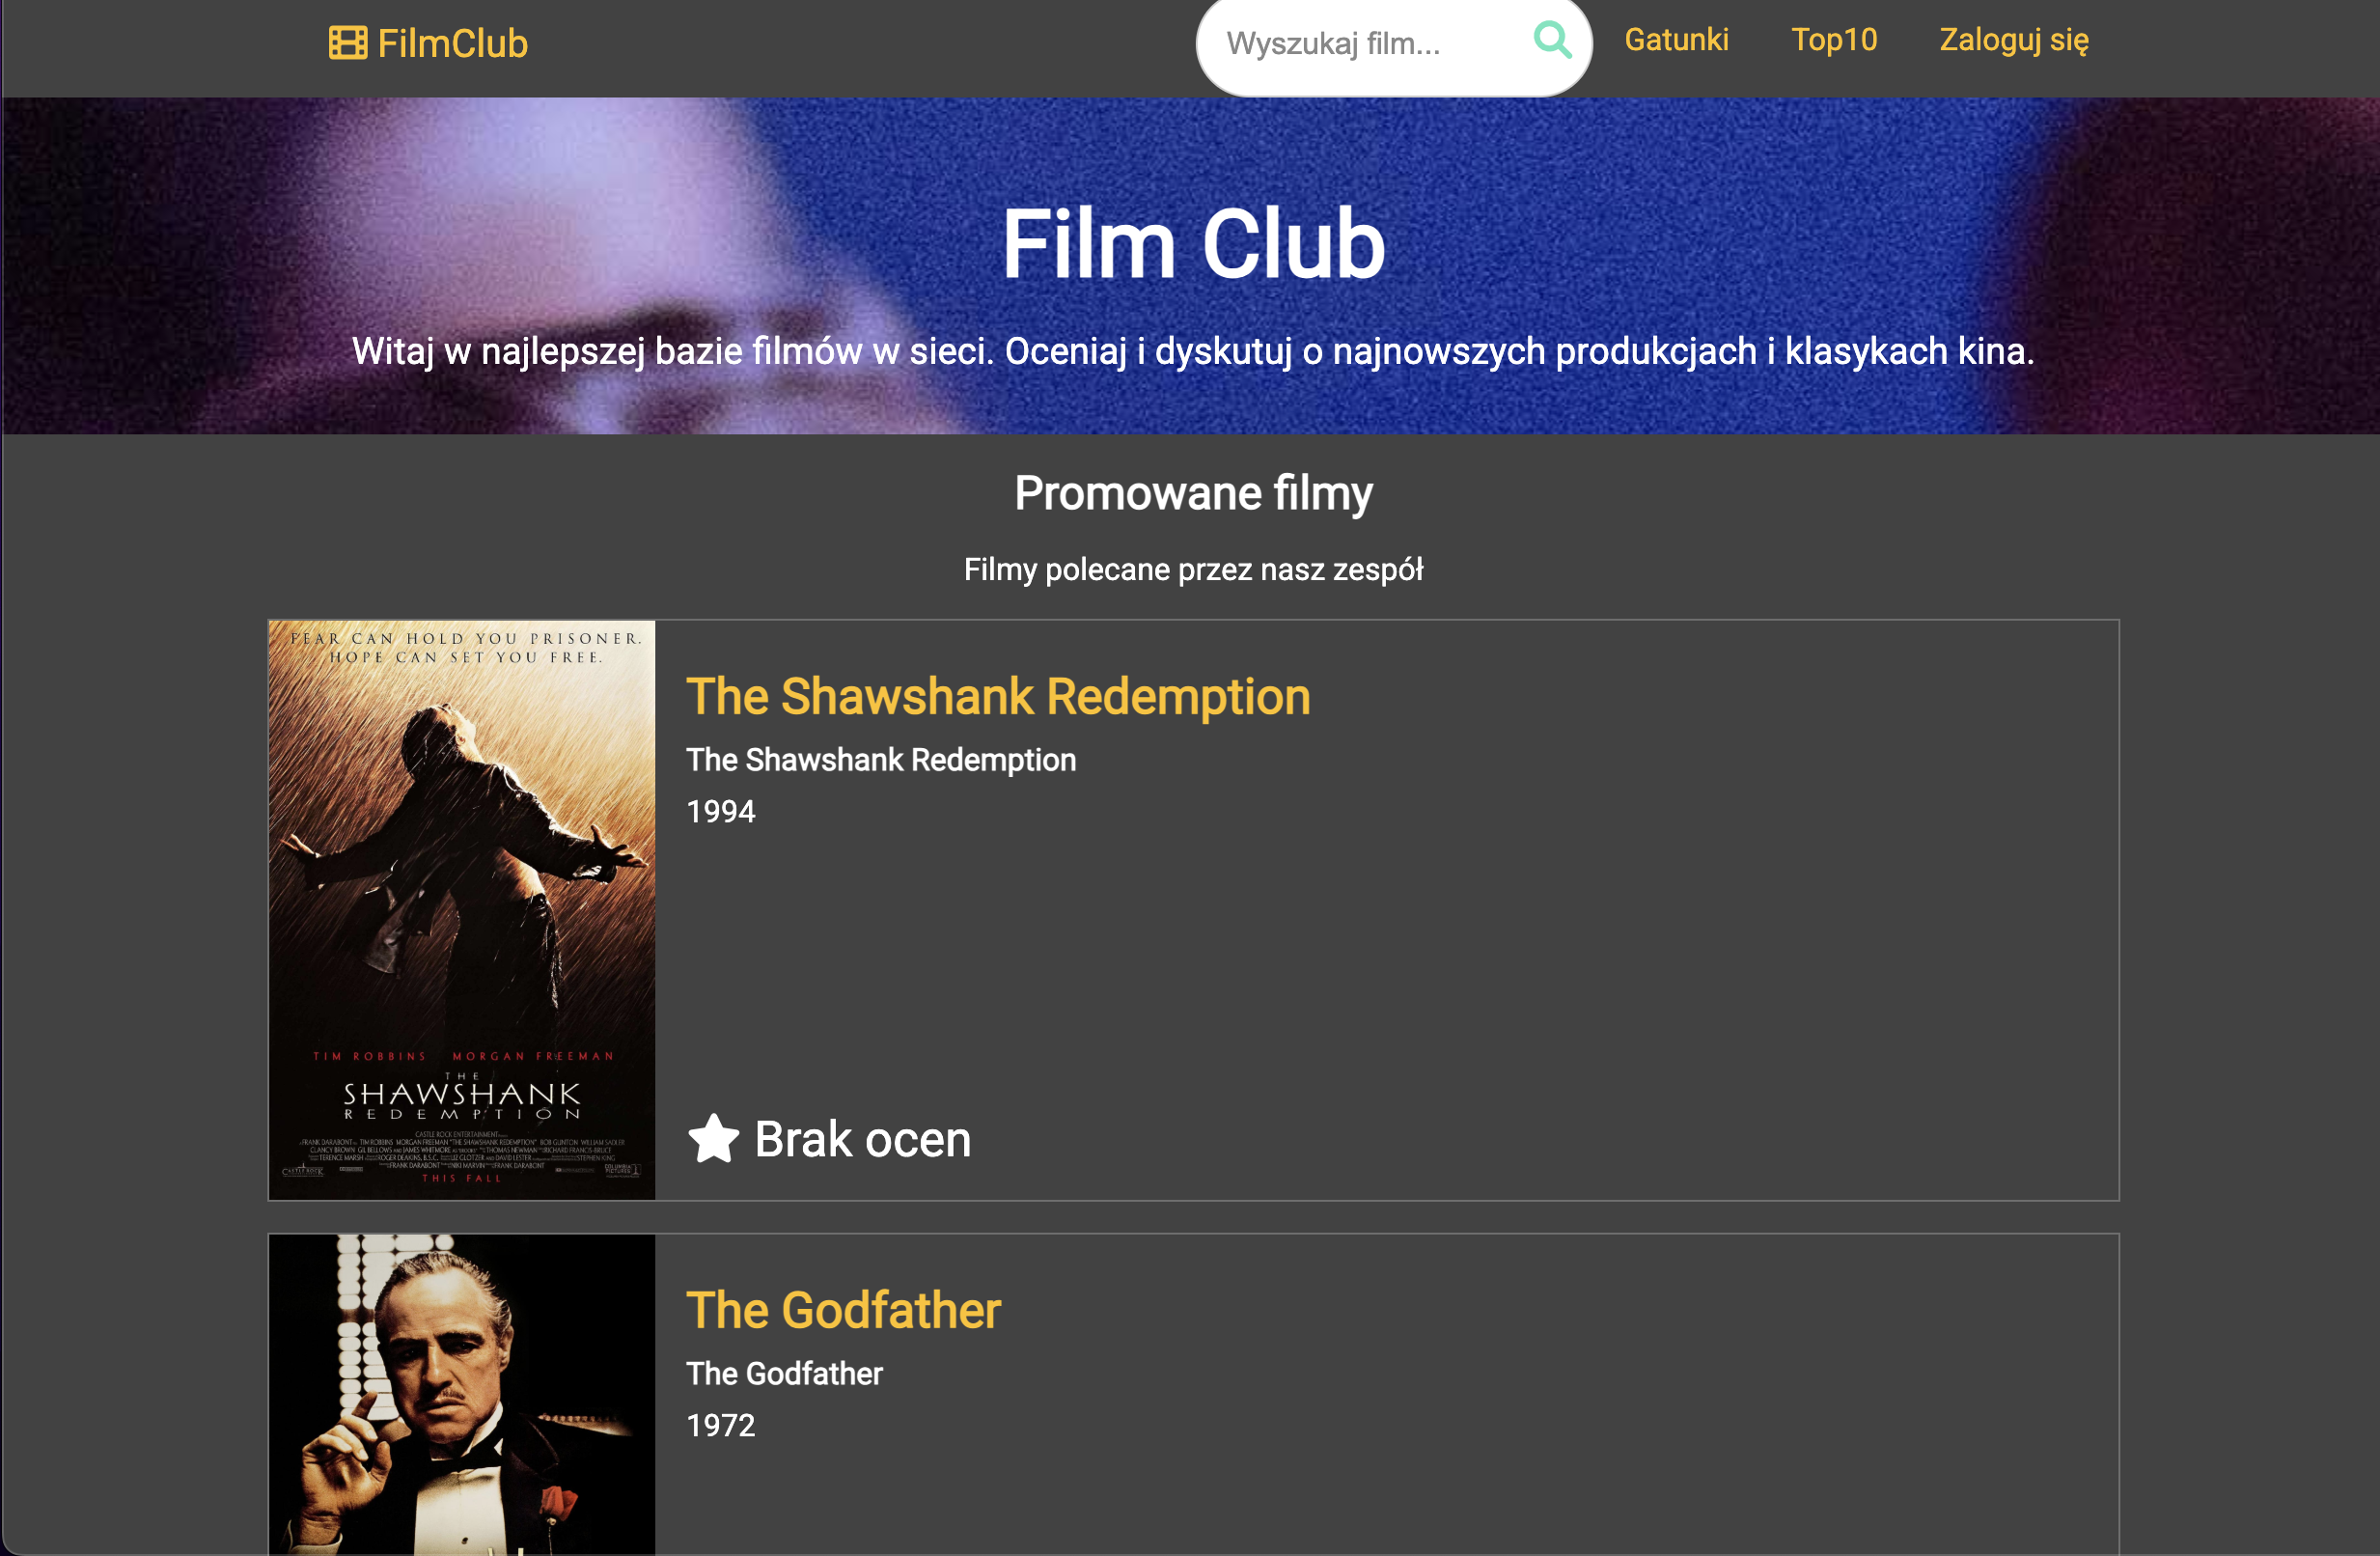 FilmClub
Wyszukaj film...
Gatunki
Top10
Zaloguj się
Film Club
Witaj w najlepszej bazie filmów w sieci. Oceniaj i dyskutuj o najnowszych produkcjach i klasykach kina.
Promowane filmy
Filmy polecane przez nasz zespół
FEAR CAN HOLD YOU PRISONER.
HOPE CAN SET YOU FREE.
TIM ROBBINS MORGAN FREEMAN
THE
SHAWSHANK
REDEMPTION
CASTLE ROCK ENTERTAINMENT
THIS FALL
The Shawshank Redemption
The Shawshank Redemption
1994
Brak ocen
The Godfather
The Godfather
1972